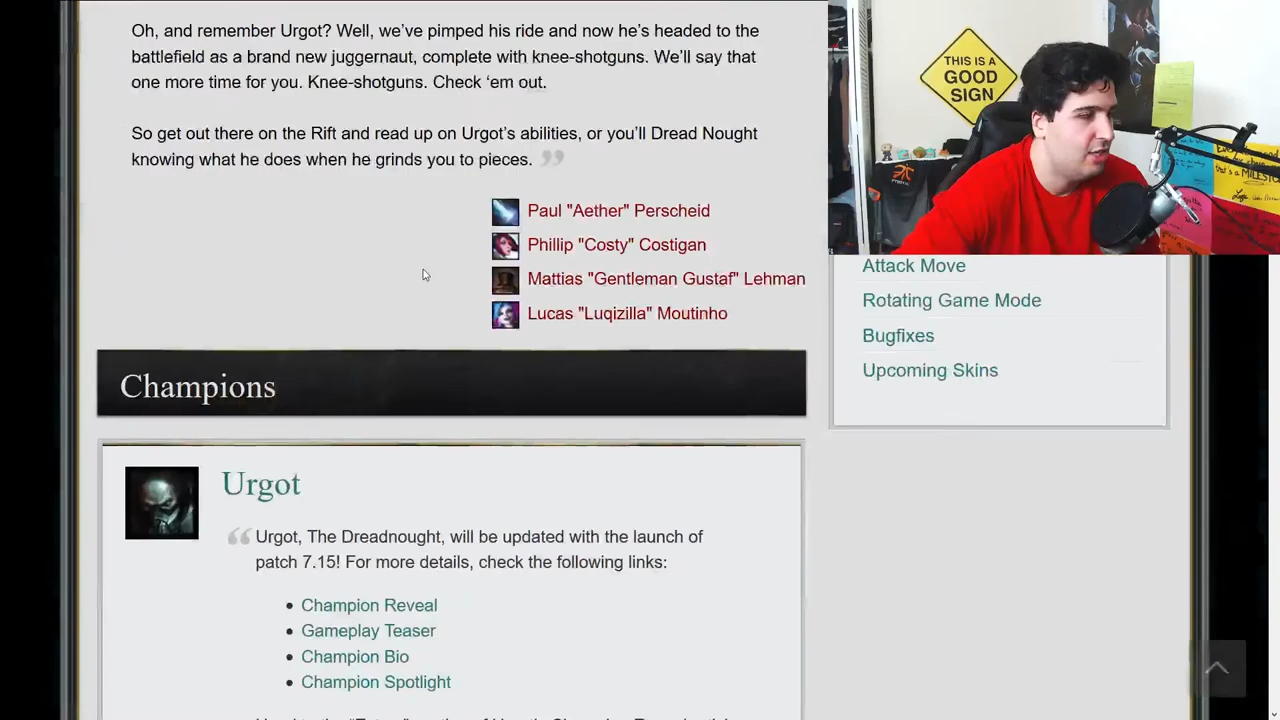 Oh, and remember Urgot? Well, we’ve pimped his ride and now he’s headed to the
battlefield as a brand new juggernaut, complete with knee-shotguns. We’ll say that
one more time for you. Knee-shotguns. Check ‘em out.
So get out there on the Rift and read up on Urgot’s abilities, or you’ll Dread Nought
knowing what he does when he grinds you to pieces.
Paul "Aether" Perscheid
Phillip "Costy" Costigan
Mattias "Gentleman Gustaf" Lehman
Lucas "Luqizilla" Moutinho
Champions
Urgot
Urgot, The Dreadnought, will be updated with the launch of
patch 7.15! For more details, check the following links:
• Champion Reveal
• Gameplay Teaser
• Champion Bio
• Champion Spotlight
THIS IS A
GOOD
SIGN
Attack Move
Rotating Game Mode
Bugfixes
Upcoming Skins